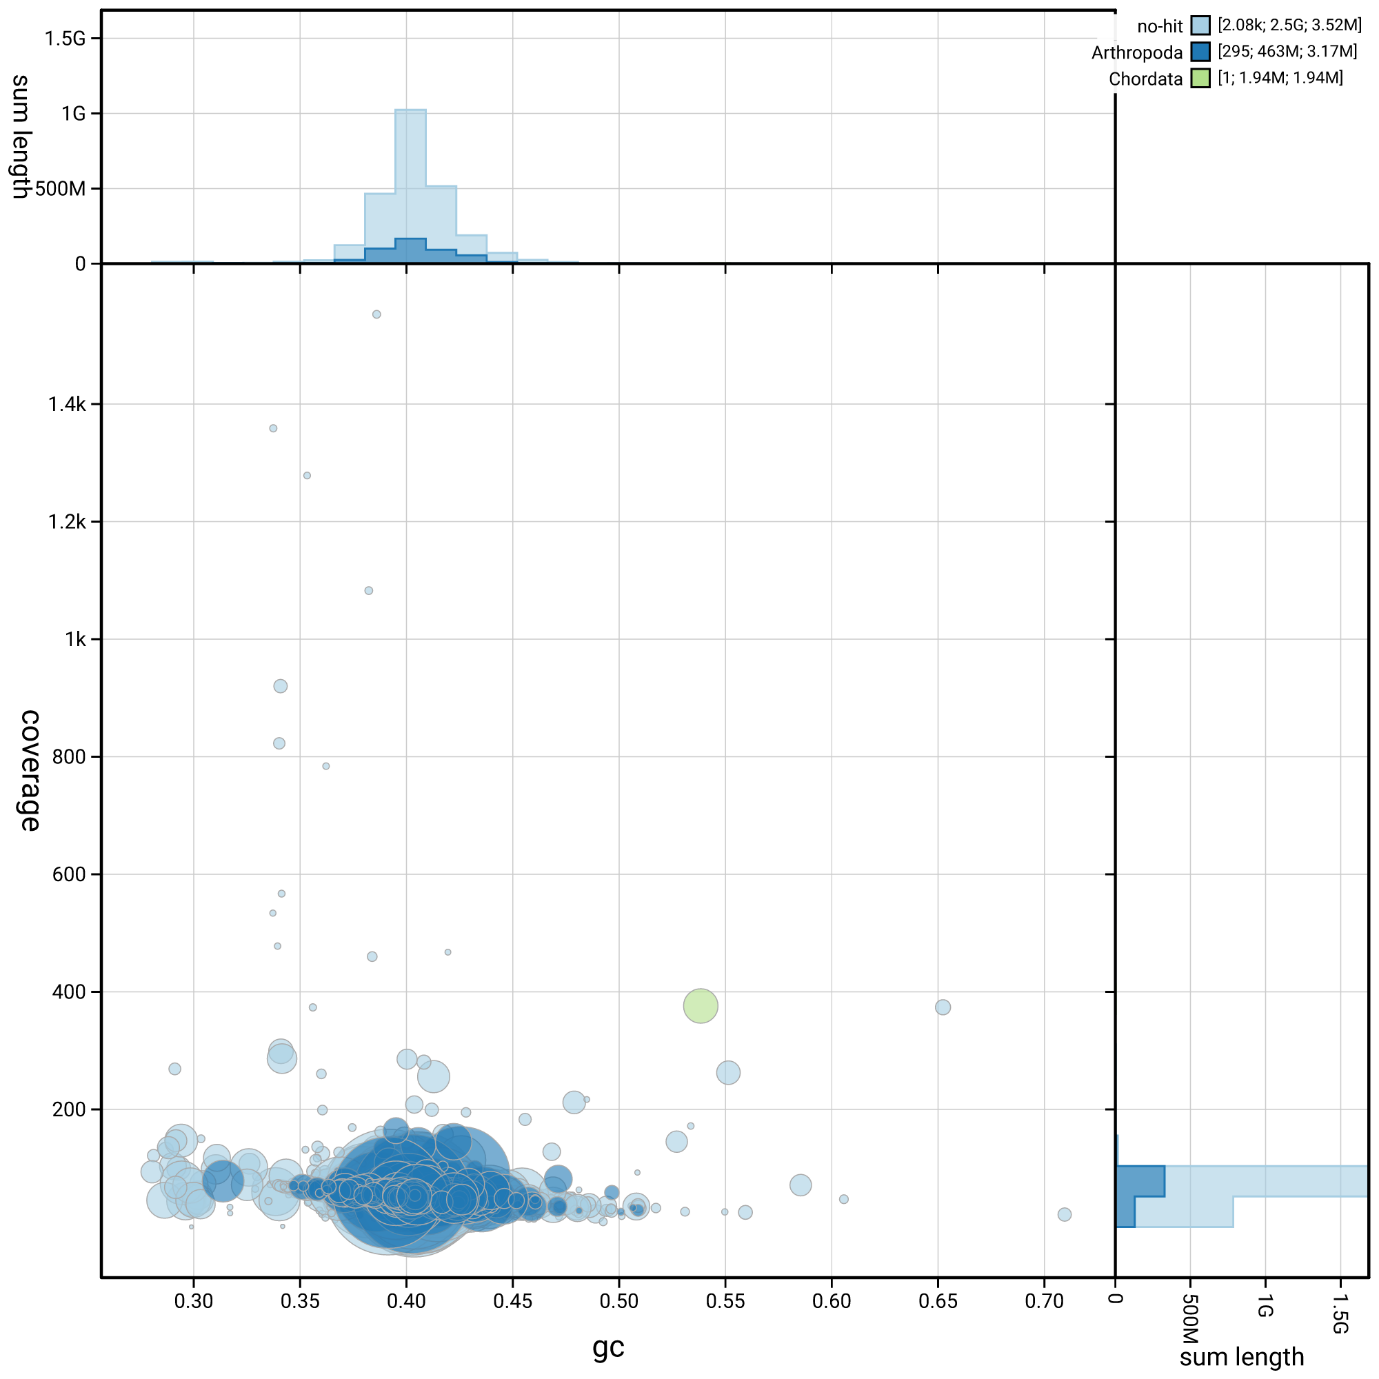 no-hit [2.08k; 2.5G; 3.52M]
Arthropoda [295; 463M; 3.17M]
Chordata [1; 1.94M; 1.94M]
sum length
1.5G
1G
500M
0
coverage
1.4k
1.2k
1k
800
600
400
200
0.30 0.35 0.40 0.45 0.50 0.55 0.60 0.65 0.70
gc
0 500M 1G 1.5G
sum length